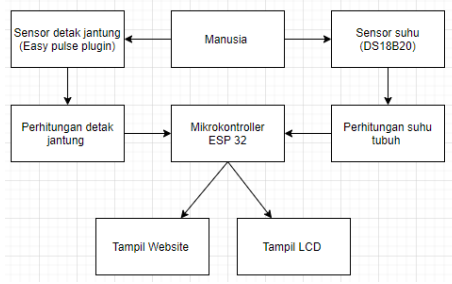 Sensor detak jantung
(Easy pulse plugin)
Manusia
Sensor suhu
(DS18B20)
Perhitungan detak
jantung
Mikrokontroller
ESP 32
Perhitungan suhu
tubuh
Tampil Website
Tampil LCD